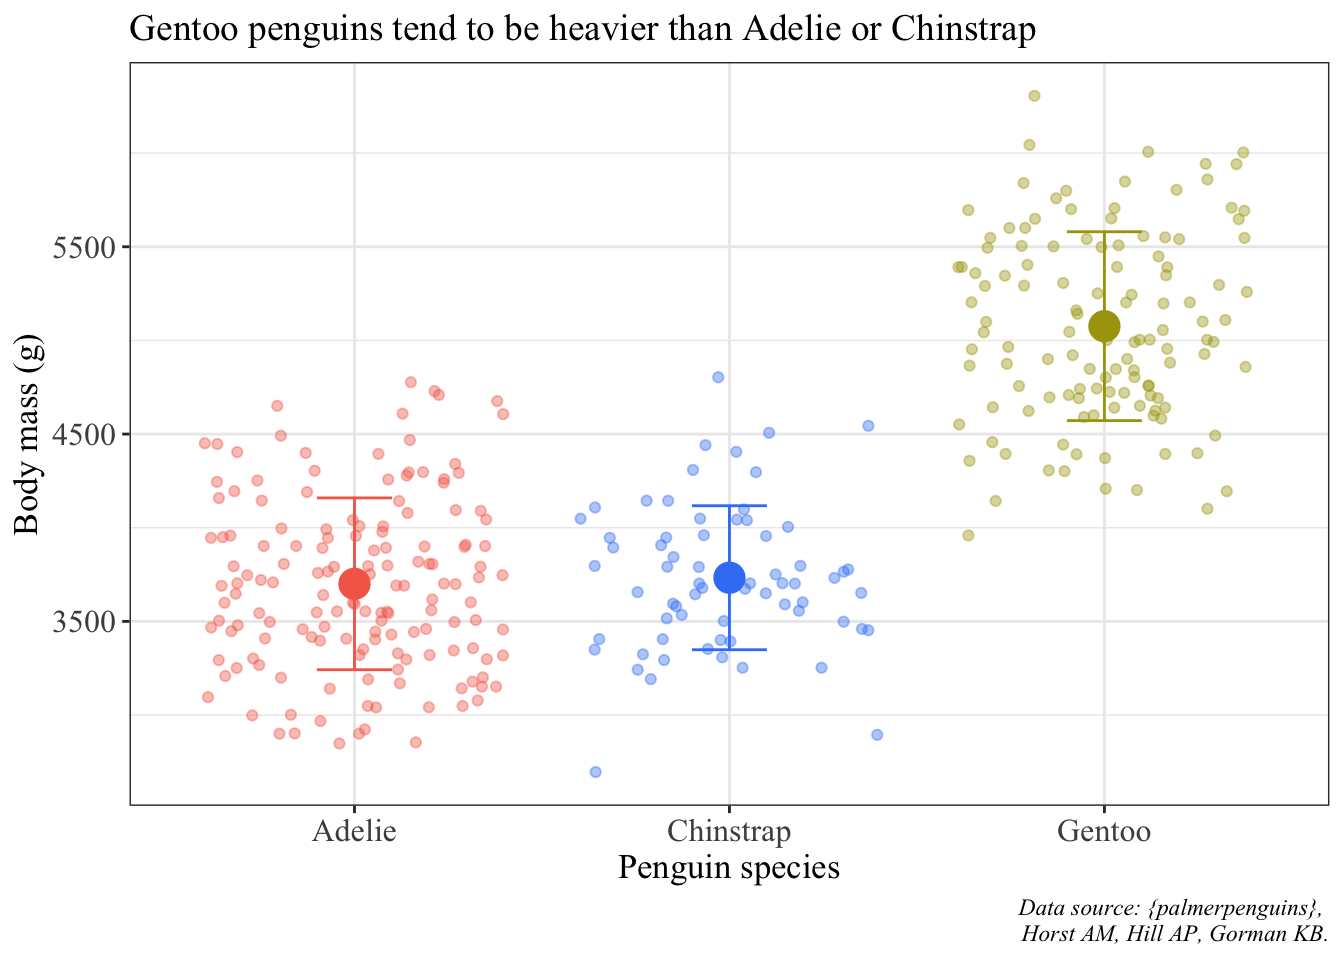 Gentoo penguins tend to be heavier than Adelie or Chinstrap
Body mass (g)
5500
4500
3500
Adelie
Chinstrap
Gentoo
Penguin species
Data source: {palmerpenguins},
Horst AM, Hill AP, Gorman KB.